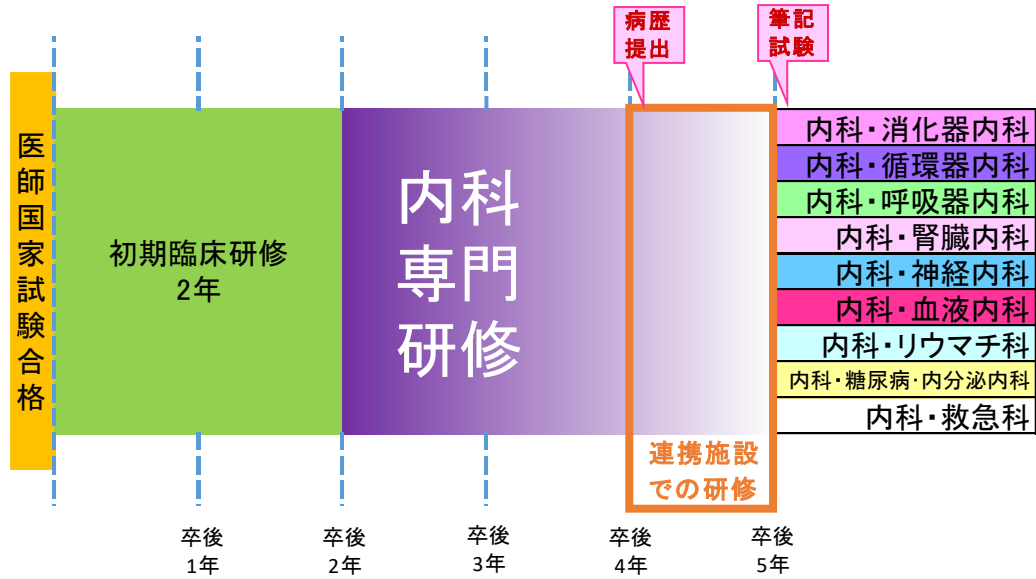 医師国家試験合格
初期臨床研修
2年
内科
専門
研修
病歴
提出
筆記
試験
連携施設
での研修
内科・消化器内科
内科・循環器内科
内科・呼吸器内科
内科・腎臓内科
内科・神経内科
内科・血液内科
内科・リウマチ科
内科・糖尿病・内分泌内科
内科・救急科
卒後
1年
卒後
2年
卒後
3年
卒後
4年
卒後
5年